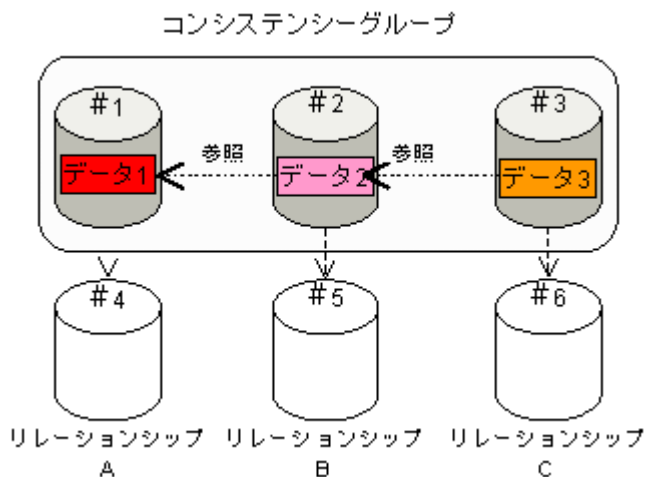 コンシステンシーグループ
#1
#2
#3
参照
参照
データ1
データ2
データ3
#4
#5
#6
リレーションシップ
A
リレーションシップ
B
リレーションシップ
C